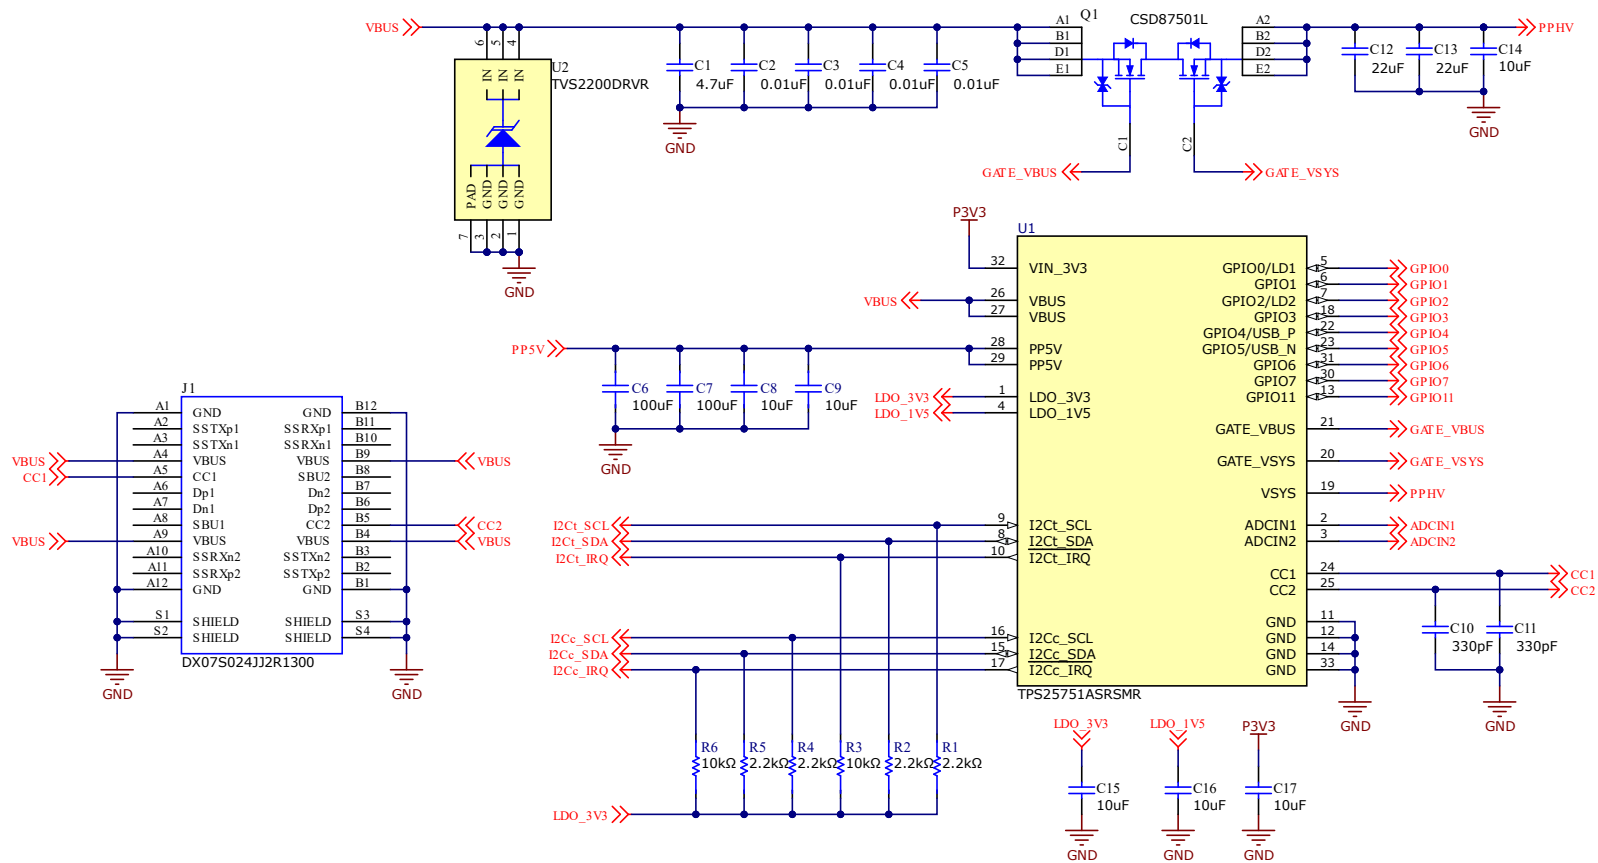 VBUS
6
5
4
IN
IN
IN
U2
TVS2200DRVR
PAD
GND
GND
GND
7
3
2
1
GND
C1
4.7uF
C2
0.01uF
C3
0.01uF
C4
0.01uF
C5
0.01uF
GND
Q1
CSD87501L
A1
B1
D1
E1
A2
B2
D2
E2
C1
C2
GATE_VBUS
GATE_VSYS
PPHV
C12
22uF
C13
22uF
C14
10uF
GND
P3V3
U1
32 VIN_3V3
VBUS
26 VBUS
27 VBUS
PP5V
28 PP5V
29 PP5V
C6
100uF
C7
100uF
C8
10uF
C9
10uF
GND
LDO_3V3 1 LDO_3V3
LDO_1V5 4 LDO_1V5
I2Ct_SCL 9 I2Ct_SCL
I2Ct_SDA 8 I2Ct_SDA
I2Ct_IRQ 10 I2Ct_IRQ
I2Cc_SCL 16 I2Cc_SCL
I2Cc_SDA 15 I2Cc_SDA
I2Cc_IRQ 17 I2Cc_IRQ
GPIO0/LD1 5 GPIO0
GPIO1 6 GPIO1
GPIO2/LD2 7 GPIO2
GPIO3 18 GPIO3
GPIO4/USB_P 22 GPIO4
GPIO5/USB_N 23 GPIO5
GPIO6 31 GPIO6
GPIO7 30 GPIO7
GPIO11 13 GPIO11
GATE_VBUS 21 GATE_VBUS
GATE_VSYS 20 GATE_VSYS
VSYS 19 PPHV
ADCIN1 2 ADCIN1
ADCIN2 3 ADCIN2
CC1 24 CC1
CC2 25 CC2
GND 11
GND 12
GND 14
GND 33
TPS25751ASRSMR
GND
C10
330pF
C11
330pF
GND
J1
A1 GND GND B12
A2 SSTXp1 SSRXp1 B11
A3 SSTXn1 SSRXn1 B10
VBUS A4 VBUS VBUS B9 VBUS
CC1 A5 CC1 SBU2 B8
A6 Dp1 Dn2 B7
A7 Dn1 Dp2 B6
A8 SBU1 CC2 B5 CC2
VBUS A9 VBUS VBUS B4 VBUS
A10 SSRXn2 SSTXn2 B3
A11 SSRXp2 SSTXp2 B2
A12 GND GND B1
S1 SHIELD SHIELD S3
S2 SHIELD SHIELD S4
DX07S024JJ2R1300
GND
GND
R6
10kΩ
R5
2.2kΩ
R4
2.2kΩ
R3
10kΩ
R2
2.2kΩ
R1
2.2kΩ
LDO_3V3
LDO_3V3
C15
10uF
GND
LDO_1V5
C16
10uF
GND
P3V3
C17
10uF
GND